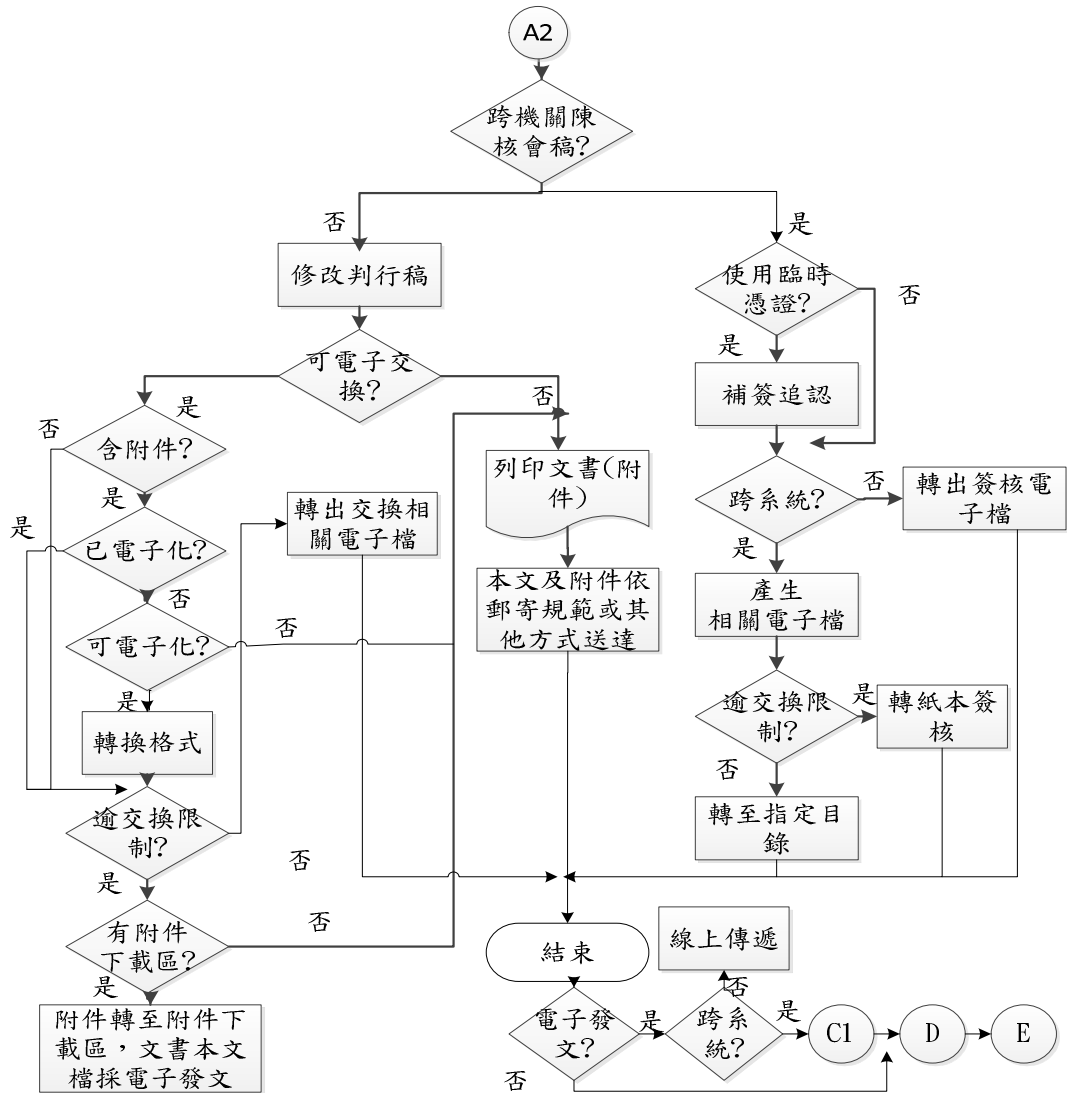 A2
跨機關陳
核會稿?
否
是
修改判行稿
使用臨時
憑證?
否
是
可電子交
換?
補簽追認
是
否
否
含附件?
是
列印文書(附
件)
跨系統?
否
轉出簽核電
子檔
是
轉出交換相
關電子檔
是
已電子化?
否
產生
相關電子檔
本文及附件依
郵寄規範或其
他方式送達
可電子化?
否
是
逾交換限
制?
是
轉紙本簽
核
否
轉換格式
轉至指定目
錄
逾交換限
制?
否
是
有附件
下載區?
否
是
附件轉至附件下
載區,文書本文
檔採電子發文
結束
線上傳遞
否
電子發
文?
是
跨系
統?
是
C1
D
E
否